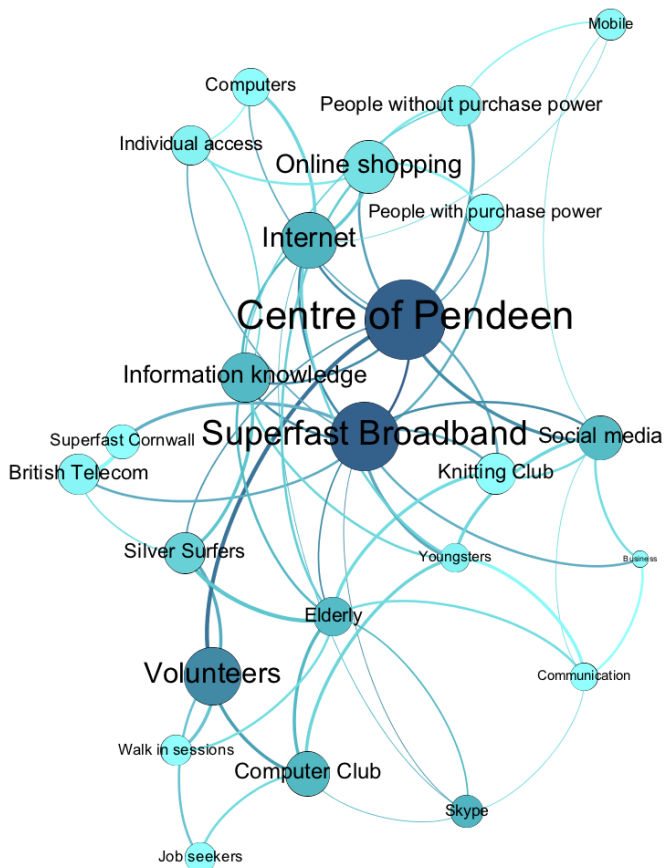 Mobile
Computers
People without purchase power
Individual access
Online shopping
People with purchase power
Internet
Centre of Pendeen
Information knowledge
Superfast Broadband
Social media
Superfast Cornwall
British Telecom
Knitting Club
Silver Surfers
Youngsters
Business
Elderly
Volunteers
Communication
Walk in sessions
Computer Club
Skype
Job seekers